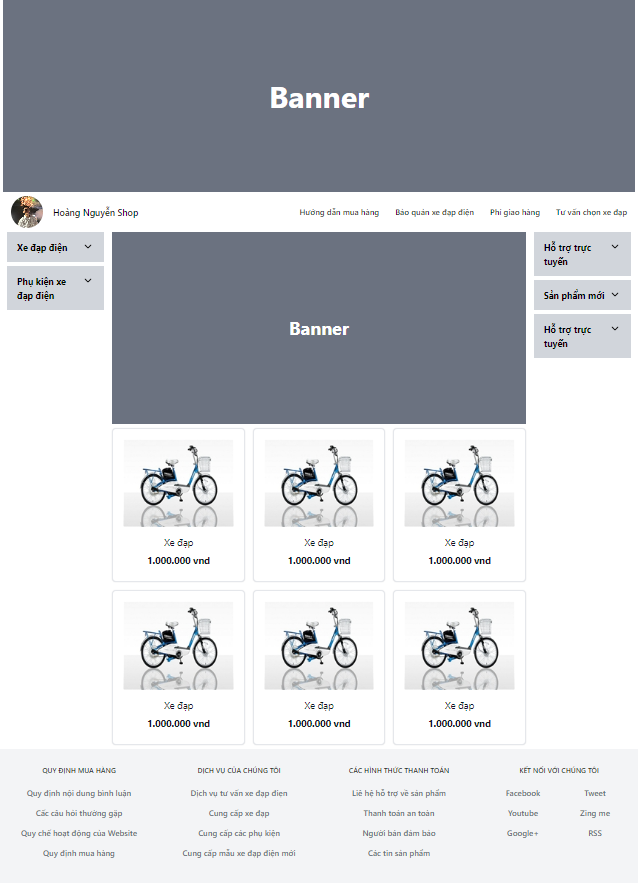 Banner
Hoàng Nguyễn Shop
Hướng dẫn mua hàng
Bảo quản xe đạp điện
Phí giao hàng
Tư vấn chọn xe đạp
Xe đạp điện
Phụ kiện xe
đạp điện
Banner
Hỗ trợ trực
tuyến
Sản phẩm mới
Hỗ trợ trực
tuyến
Xe đạp
1.000.000 vnd
Xe đạp
1.000.000 vnd
Xe đạp
1.000.000 vnd
Xe đạp
1.000.000 vnd
Xe đạp
1.000.000 vnd
Xe đạp
1.000.000 vnd
QUY ĐỊNH MUA HÀNG
Quy định nội dung bình luận
Cắc câu hỏi thường gặp
Quy chế hoạt động của Website
Quy định mua hàng
DỊCH VỤ CỦA CHÚNG TÔI
Dịch vụ tư vấn xe đạp điẹn
Cung cấp xe đạp
Cung cấp các phụ kiện
Cung cấp mẫu xe đạp điện mới
CÁC HÌNH THỨC THANH TOÁN
Liê hệ hỗ trợ về sản phẩm
Thanh toán an toàn
Người bán đảm bảo
Các tin sản phẩm
KẾT NỐI VỚI CHÚNG TÔI
Facebook
Tweet
Youtube
Zing me
Google+
RSS